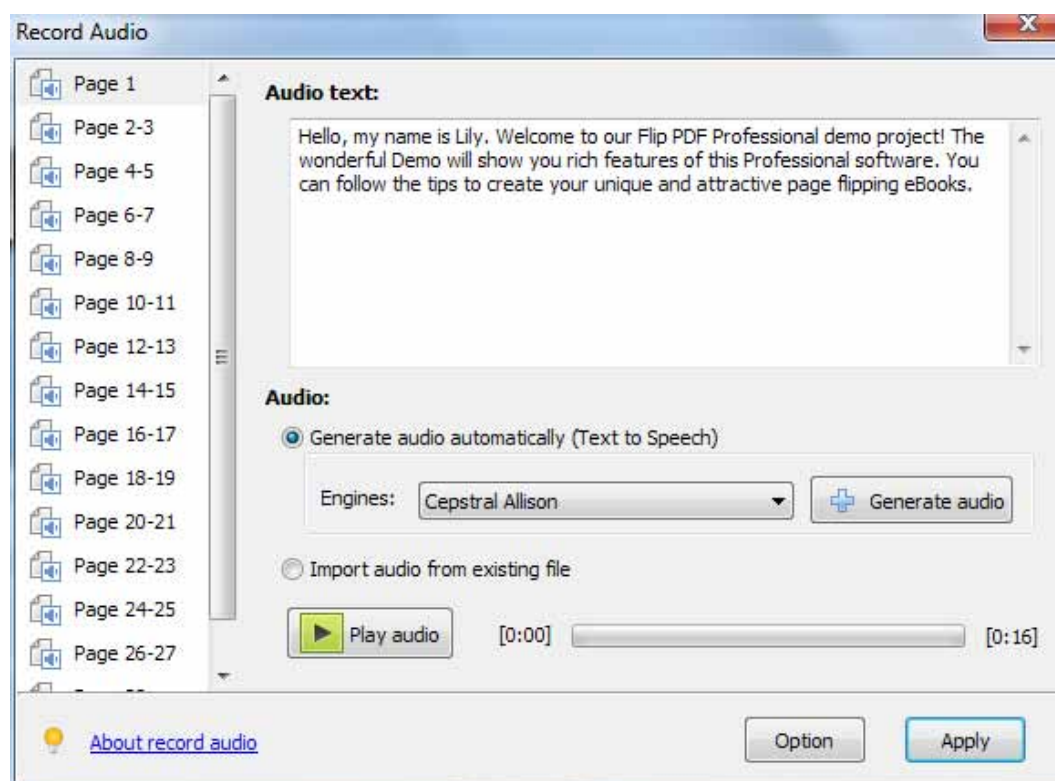 Record Audio
Page 1
Page 2-3
Page 4-5
Page 6-7
Page 8-9
Page 10-11
Page 12-13
Page 14-15
Page 16-17
Page 18-19
Page 20-21
Page 22-23
Page 24-25
Page 26-27
Audio text:
Hello, my name is Lily. Welcome to our Flip PDF Professional demo project! The
wonderful Demo will show you rich features of this Professional software. You
can follow the tips to create your unique and attractive page flipping eBooks.
Audio:
Generate audio automatically (Text to Speech)
Engines: Cepstral Allison Generate audio
Import audio from existing file
Play audio [0:00] [0:16]
About record audio Option Apply